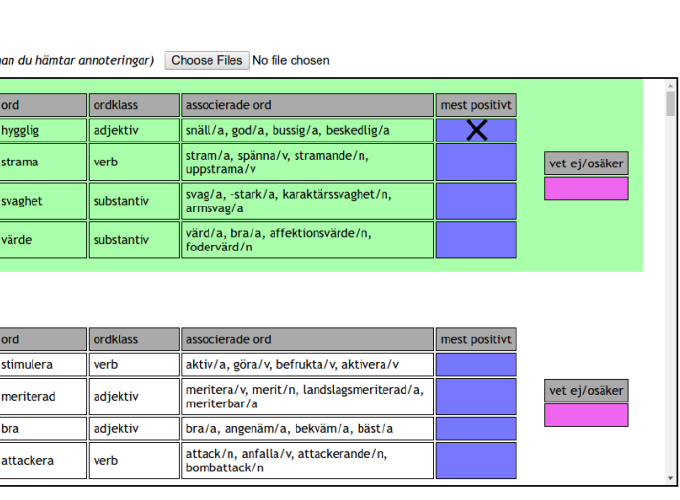 nan du hämtar annoteringar) Choose Files No file chosen
ord ordklass associerade ord mest positivt
hygglig adjektiv snäll/a, god/a, bussig/a, beskedlig/a X
strama verb stram/a, spänna/v, stramande/n,
uppstrama/v
vet ej/osäker
svaghet substantiv svag/a, -stark/a, karaktärssvaghet/n,
armsvag/a
värde substantiv värd/a, bra/a, affektionsvärde/n,
fodervärd/n
ord ordklass associerade ord mest positivt
stimulera verb aktiv/a, göra/v, befrukta/v, aktivera/v
meriterad adjektiv meritera/v, merit/n, landslagsmeriterad/a,
meriterbar/a
vet ej/osäker
bra adjektiv bra/a, angenäm/a, bekväm/a, bäst/a
attackera verb attack/n, anfalla/v, attackerande/n,
bombattack/n